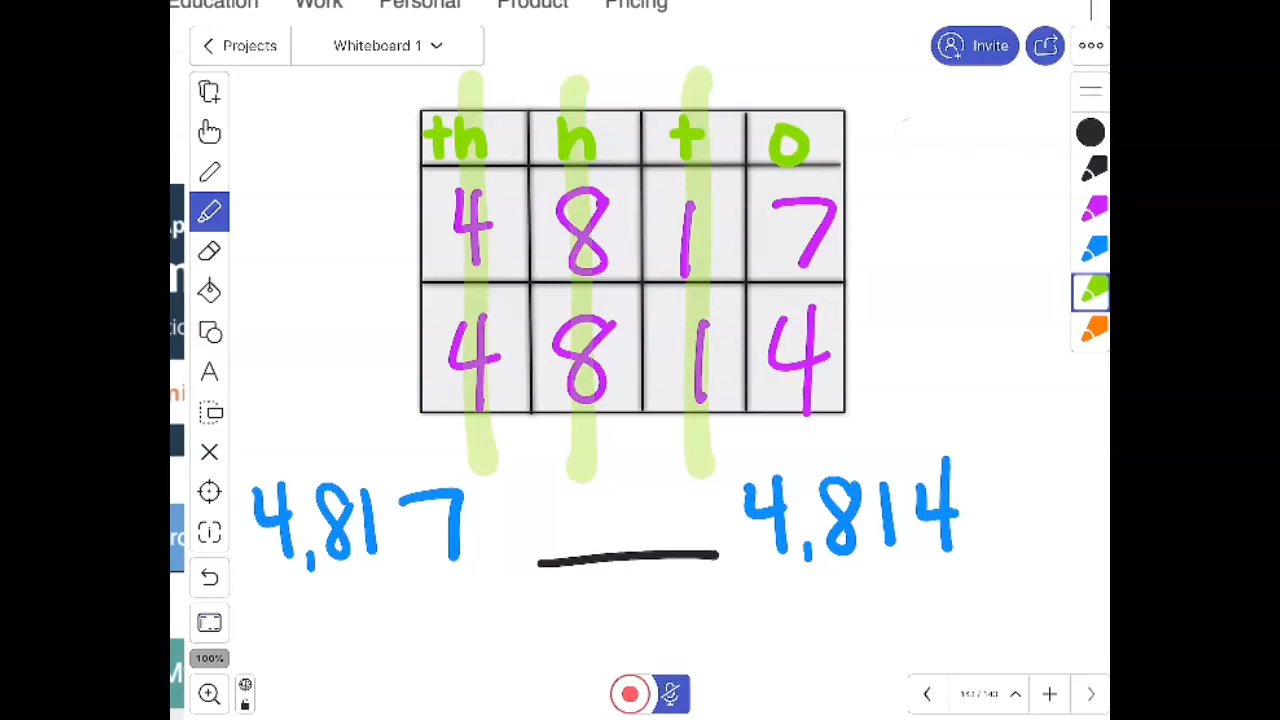 Education Work Personal Product Pricing
Projects Whiteboard 1 Invite
th h t o
4 8 1 7
4 8 1 4
4,817 4,814
100%